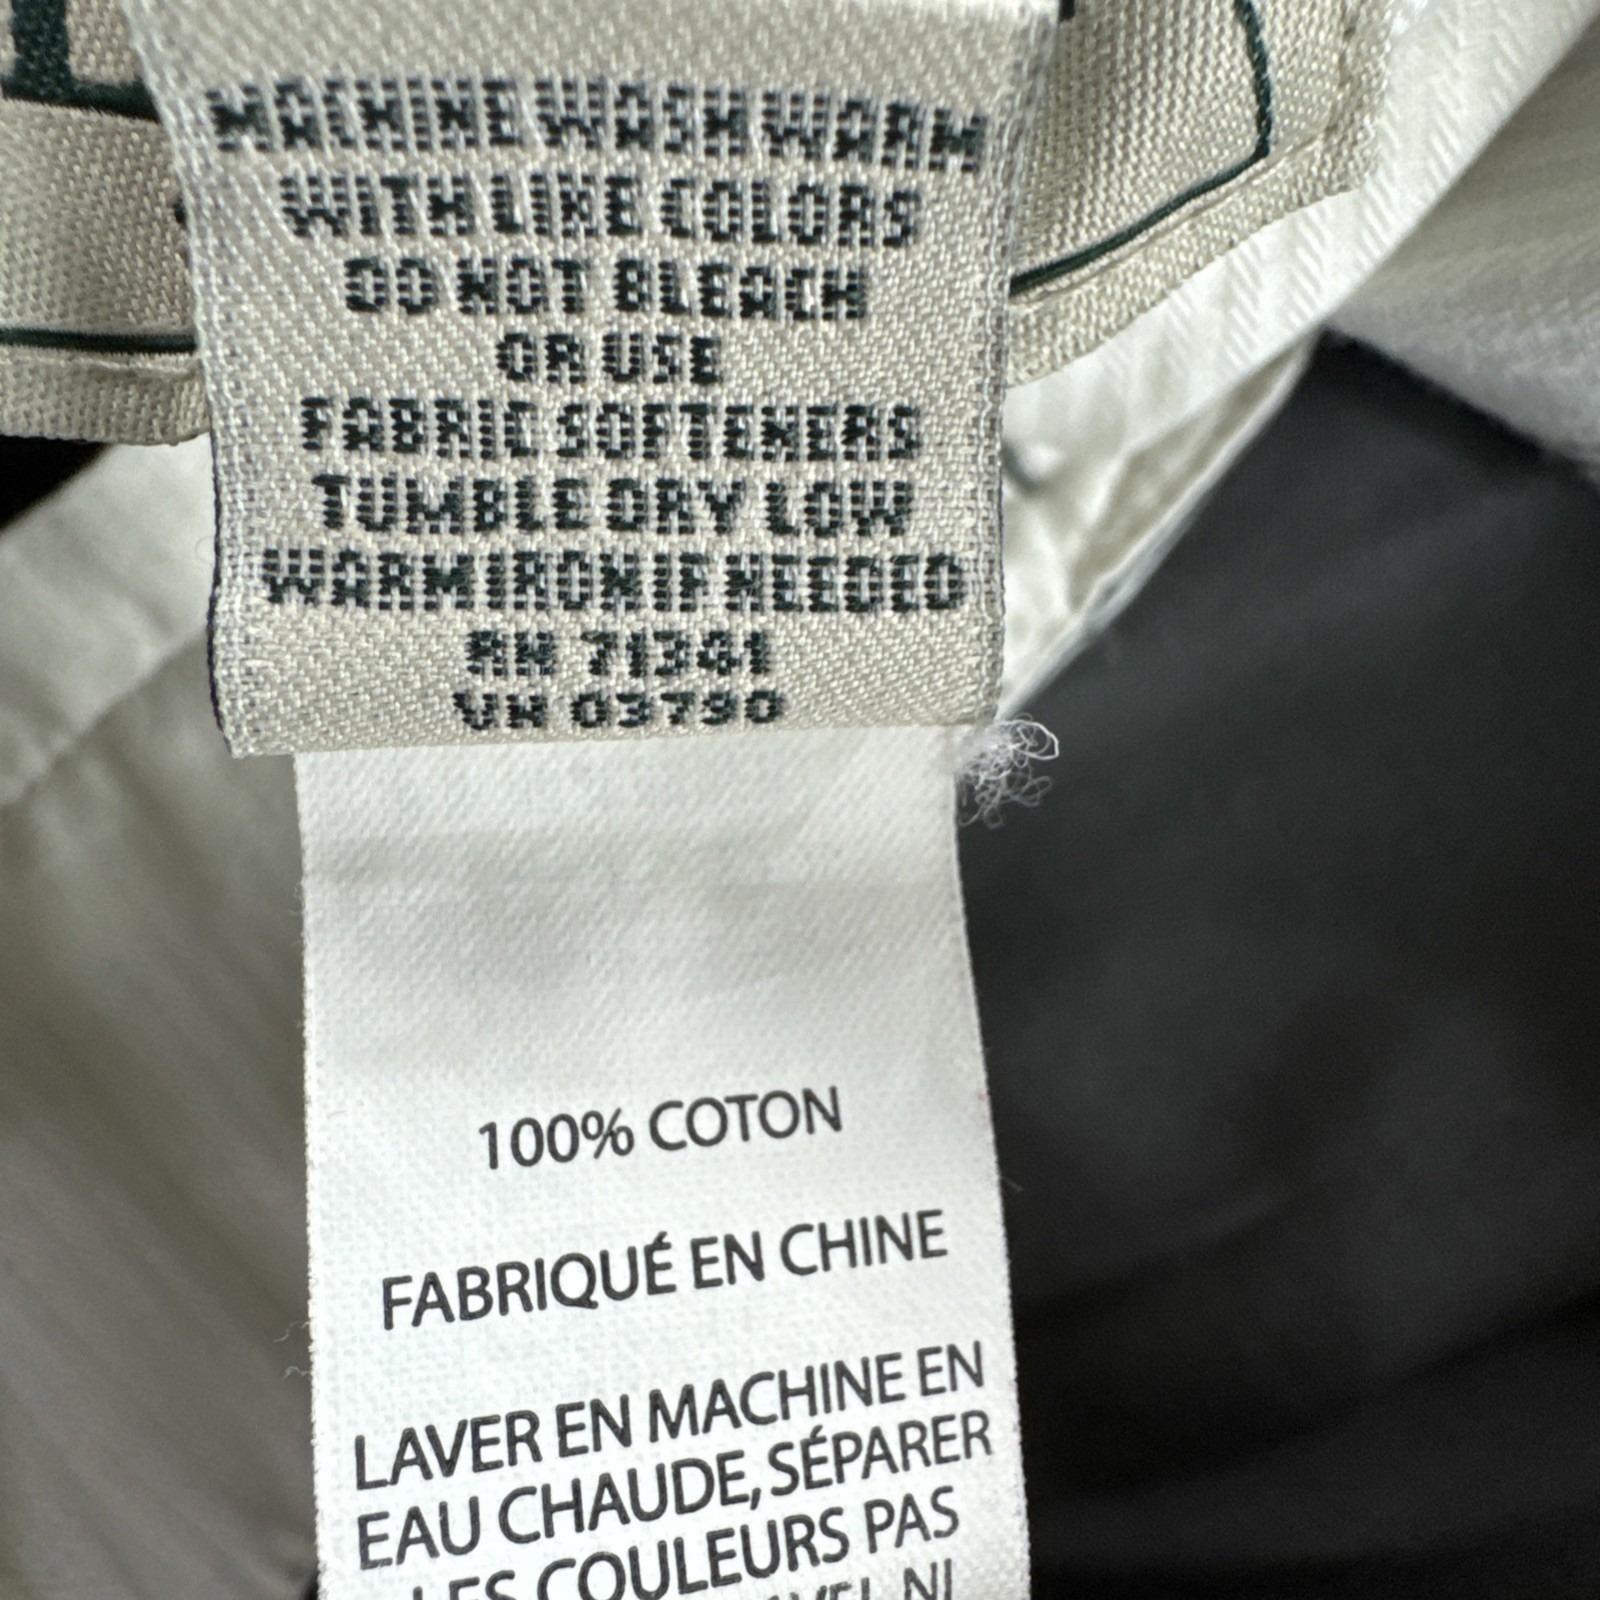 MACHINE WASH WARM
WITH LIKE COLORS
DO NOT BLEACH
OR USE
FABRIC SOFTENERS
TUMBLE DRY LOW
WARM IRON IF NEEDED
RN 71341
VN 03790
100% COTON
FABRIQUÉ EN CHINE
LAVER EN MACHINE EN
EAU CHAUDE, SÉPARER
LES COULEURS PAS
NI